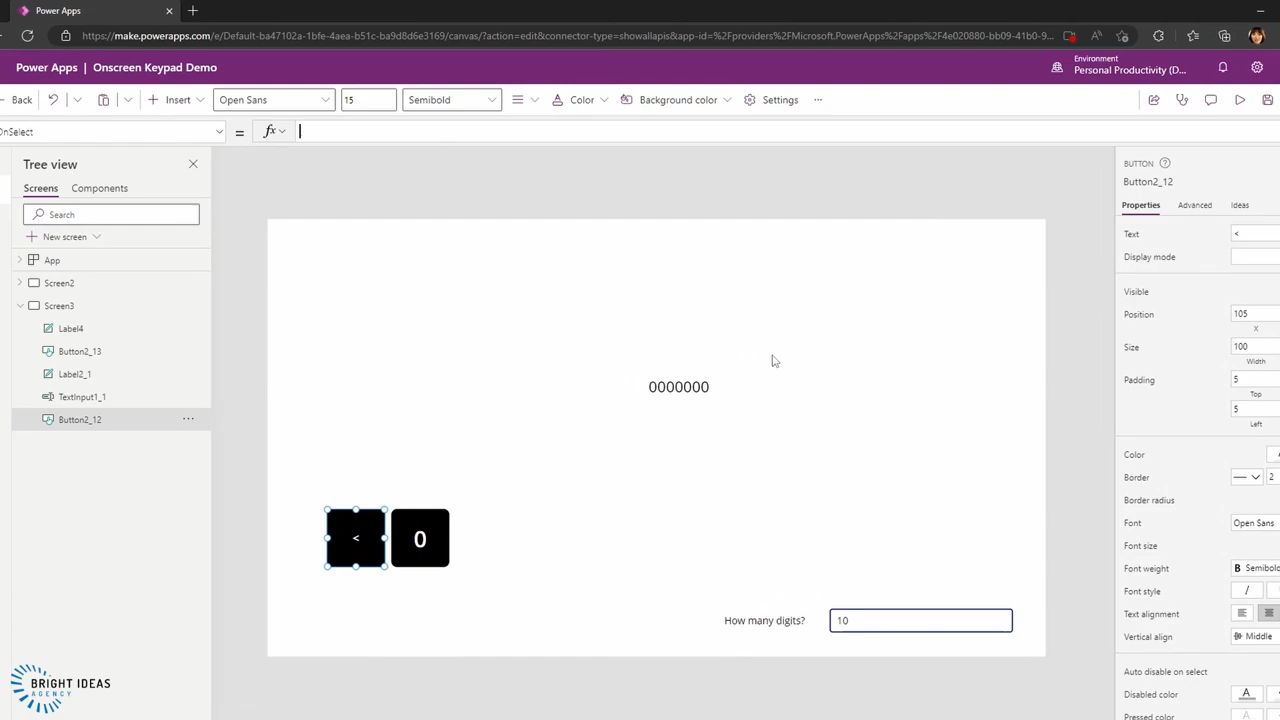 Power Apps
https://make.powerapps.com/e/Default-ba47102a-1bfe-4aea-b51c-ba9d8d6e3169/canvas/?action=edit&connector-type=showallapis&app-id=%2Fproviders%2FMicrosoft.PowerApps%2Fapps%2F4e020880-bb09-41b0-9...
Power Apps | Onscreen Keypad Demo
Environment
Personal Productivity (D...
Back
Insert
Open Sans
15
Semibold
Color
Background color
Settings
OnSelect
=
fx
Tree view
Screens
Components
Search
New screen
App
Screen2
Screen3
Label4
Button2_13
Label2_1
TextInput1_1
Button2_12
0000000
<
0
How many digits?
10
BRIGHT IDEAS
AGENCY
BUTTON
Button2_12
Properties
Advanced
Ideas
Text
<
Display mode
Visible
Position
105
X
Size
100
Width
Padding
5
Top
5
Left
Color
Border
2
Border radius
Font
Open Sans
Font size
Font weight
B Semibold
Font style
Text alignment
Vertical align
Middle
Auto disable on select
Disabled color
Pressed color